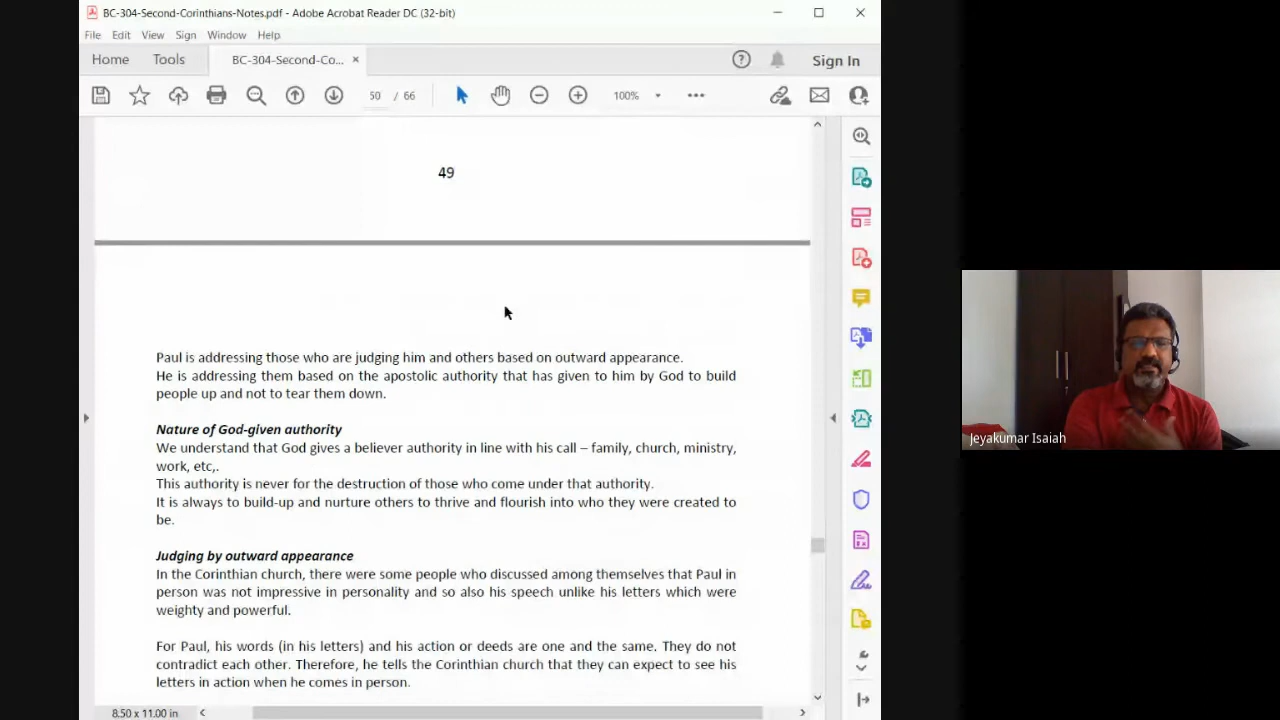 BC-304-Second-Corinthians-Notes.pdf - Adobe Acrobat Reader DC (32-bit)
File Edit View Sign Window Help
Home Tools BC-304-Second-Co... × Sign In
50 / 66 100%
49
Paul is addressing those who are judging him and others based on outward appearance.
He is addressing them based on the apostolic authority that has given to him by God to build
people up and not to tear them down.
Nature of God-given authority
We understand that God gives a believer authority in line with his call – family, church, ministry,
work, etc,.
This authority is never for the destruction of those who come under that authority.
It is always to build-up and nurture others to thrive and flourish into who they were created to
be.
Judging by outward appearance
In the Corinthian church, there were some people who discussed among themselves that Paul in
person was not impressive in personality and so also his speech unlike his letters which were
weighty and powerful.
For Paul, his words (in his letters) and his action or deeds are one and the same. They do not
contradict each other. Therefore, he tells the Corinthian church that they can expect to see his
letters in action when he comes in person.
8.50 x 11.00 in
Jeyakumar Isaiah